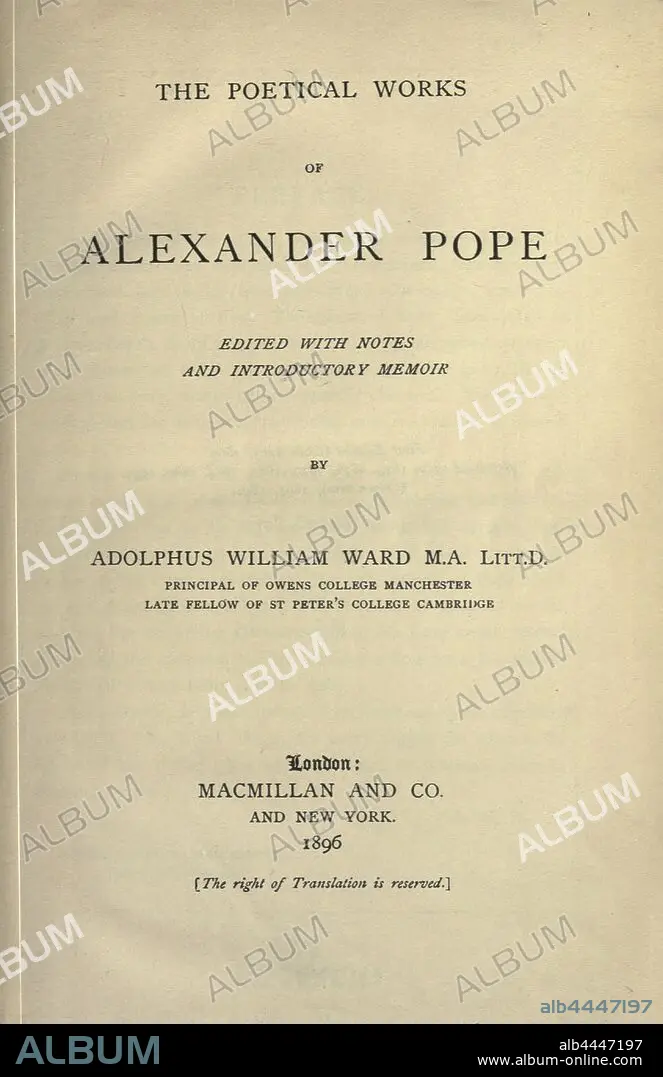 THE POETICAL WORKS
OF
ALEXANDER POPE
EDITED WITH NOTES
AND INTRODUCTORY MEMOIR
BY
ADOLPHUS WILLIAM WARD M.A. LITT.D.
PRINCIPAL OF OWENS COLLEGE MANCHESTER
LATE FELLOW OF ST PETER'S COLLEGE CAMBRIDGE
London:
MACMILLAN AND CO.
AND NEW YORK.
1896
[The right of Translation is reserved.]
alb4447197
ALBUM
alb4447197
www.album-online.com